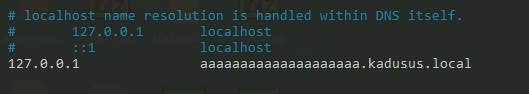 # localhost name resolution is handled within DNS itself.
#	127.0.0.1	localhost
#	::1	localhost
127.0.0.1	aaaaaaaaaaaaaaaaaaaa.kadusus.local